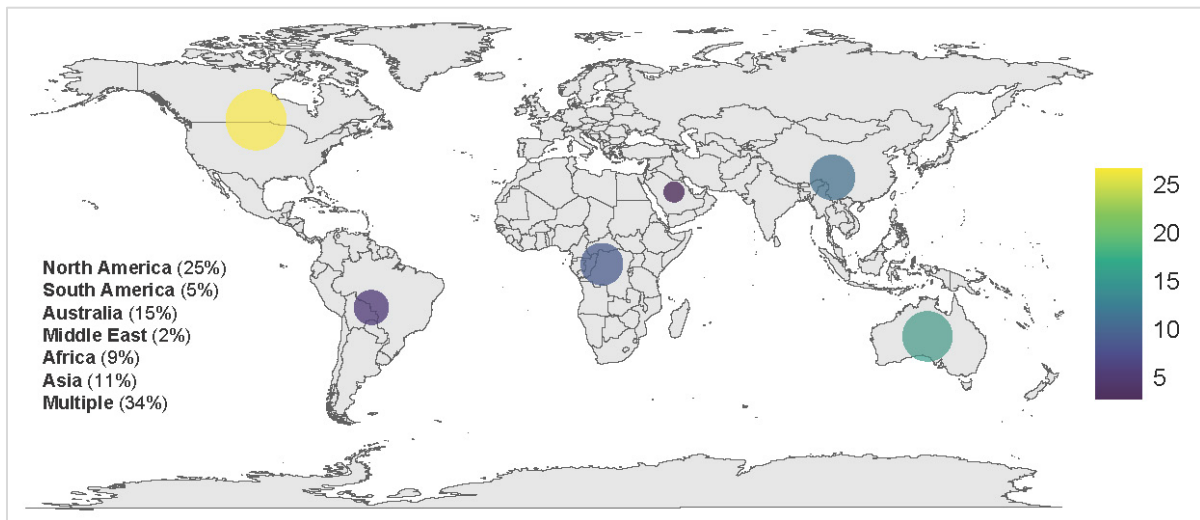 North America (25%)
South America (5%)
Australia (15%)
Middle East (2%)
Africa (9%)
Asia (11%)
Multiple (34%)
25
20
15
10
5